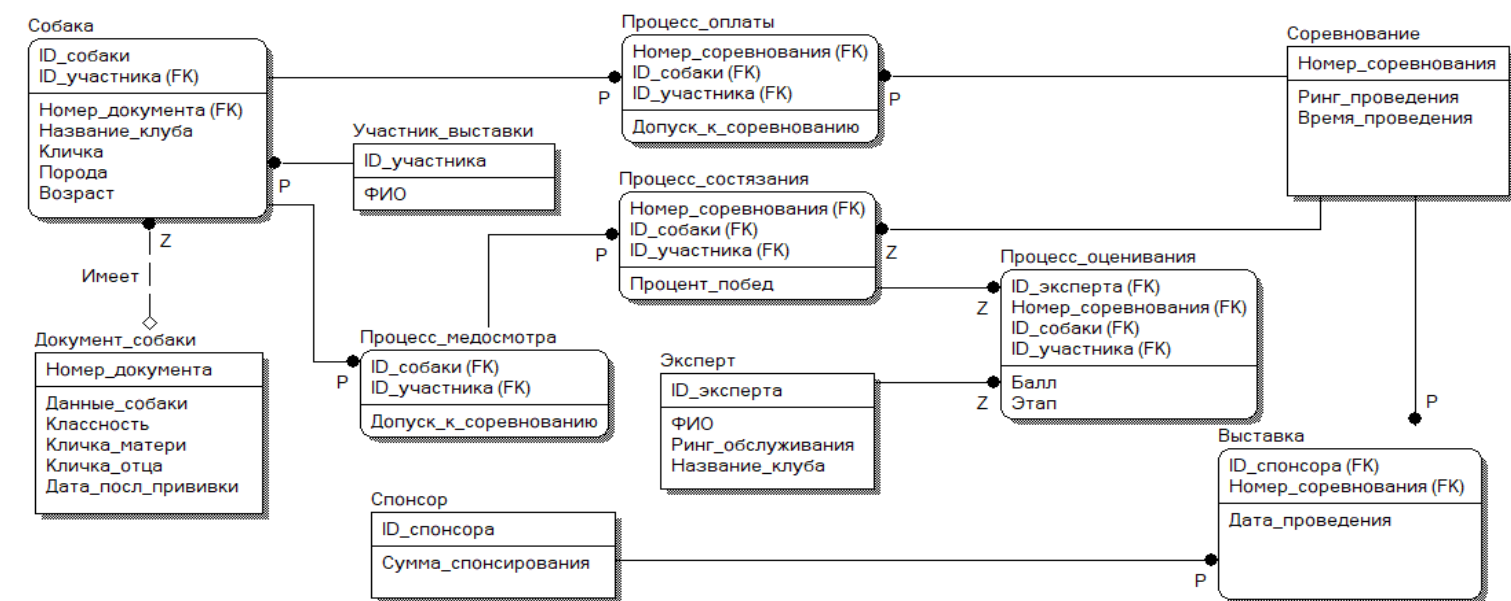 Собака
ID_собаки
ID_участника (FK)
Номер_документа (FK)
Название_клуба
Кличка
Порода
Возраст
Z
Имеет
Документ_собаки
Номер_документа
Данные_собаки
Классность
Кличка_матери
Кличка_отца
Дата_посл_прививки
Участник_выставки
ID_участника
ФИО
P
Процесс_медосмотра
ID_собаки (FK)
ID_участника (FK)
Допуск_к_соревнованию
P
Спонсор
ID_спонсора
Сумма_спонсирования
Процесс_оплаты
Номер_соревнования (FK)
ID_собаки (FK)
ID_участника (FK)
Допуск_к_соревнованию
P
P
Процесс_состязания
Номер_соревнования (FK)
ID_собаки (FK)
ID_участника (FK)
Процент_побед
P
Z
Эксперт
ID_эксперта
ФИО
Ринг_обслуживания
Название_клуба
Процесс_оценивания
ID_эксперта (FK)
Номер_соревнования (FK)
ID_собаки (FK)
ID_участника (FK)
Балл
Этап
Z
Z
Соревнование
Номер_соревнования
Ринг_проведения
Время_проведения
P
Выставка
ID_спонсора (FK)
Номер_соревнования (FK)
Дата_проведения
P